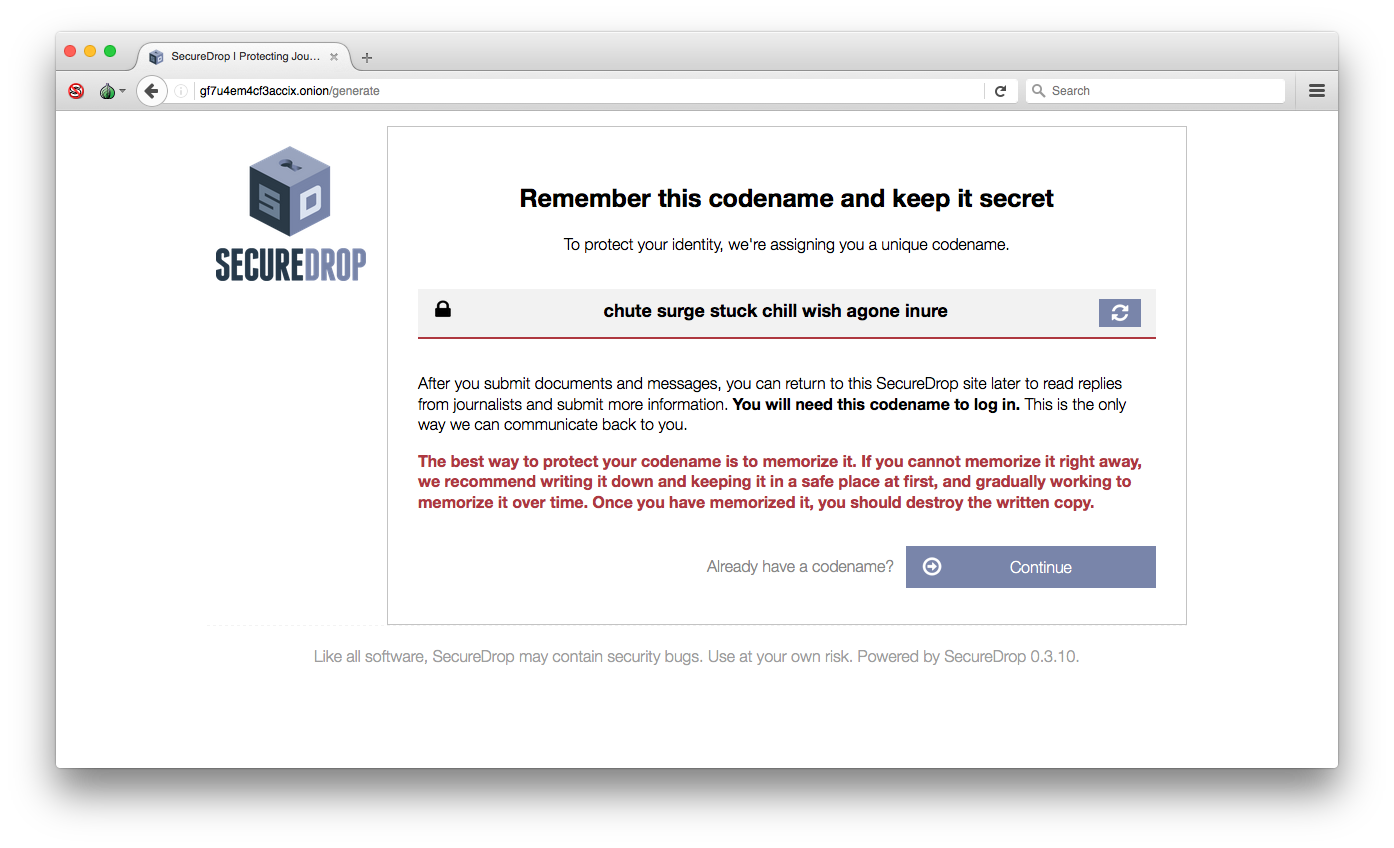 SecureDrop | Protecting Jou...
gf7u4em4cf3accix.onion/generate
Search
SECUREDROP
Remember this codename and keep it secret
To protect your identity, we're assigning you a unique codename.
chute surge stuck chill wish agone inure
After you submit documents and messages, you can return to this SecureDrop site later to read replies
from journalists and submit more information. You will need this codename to log in. This is the only
way we can communicate back to you.
The best way to protect your codename is to memorize it. If you cannot memorize it right away,
we recommend writing it down and keeping it in a safe place at first, and gradually working to
memorize it over time. Once you have memorized it, you should destroy the written copy.
Already have a codename?
Continue
Like all software, SecureDrop may contain security bugs. Use at your own risk. Powered by SecureDrop 0.3.10.